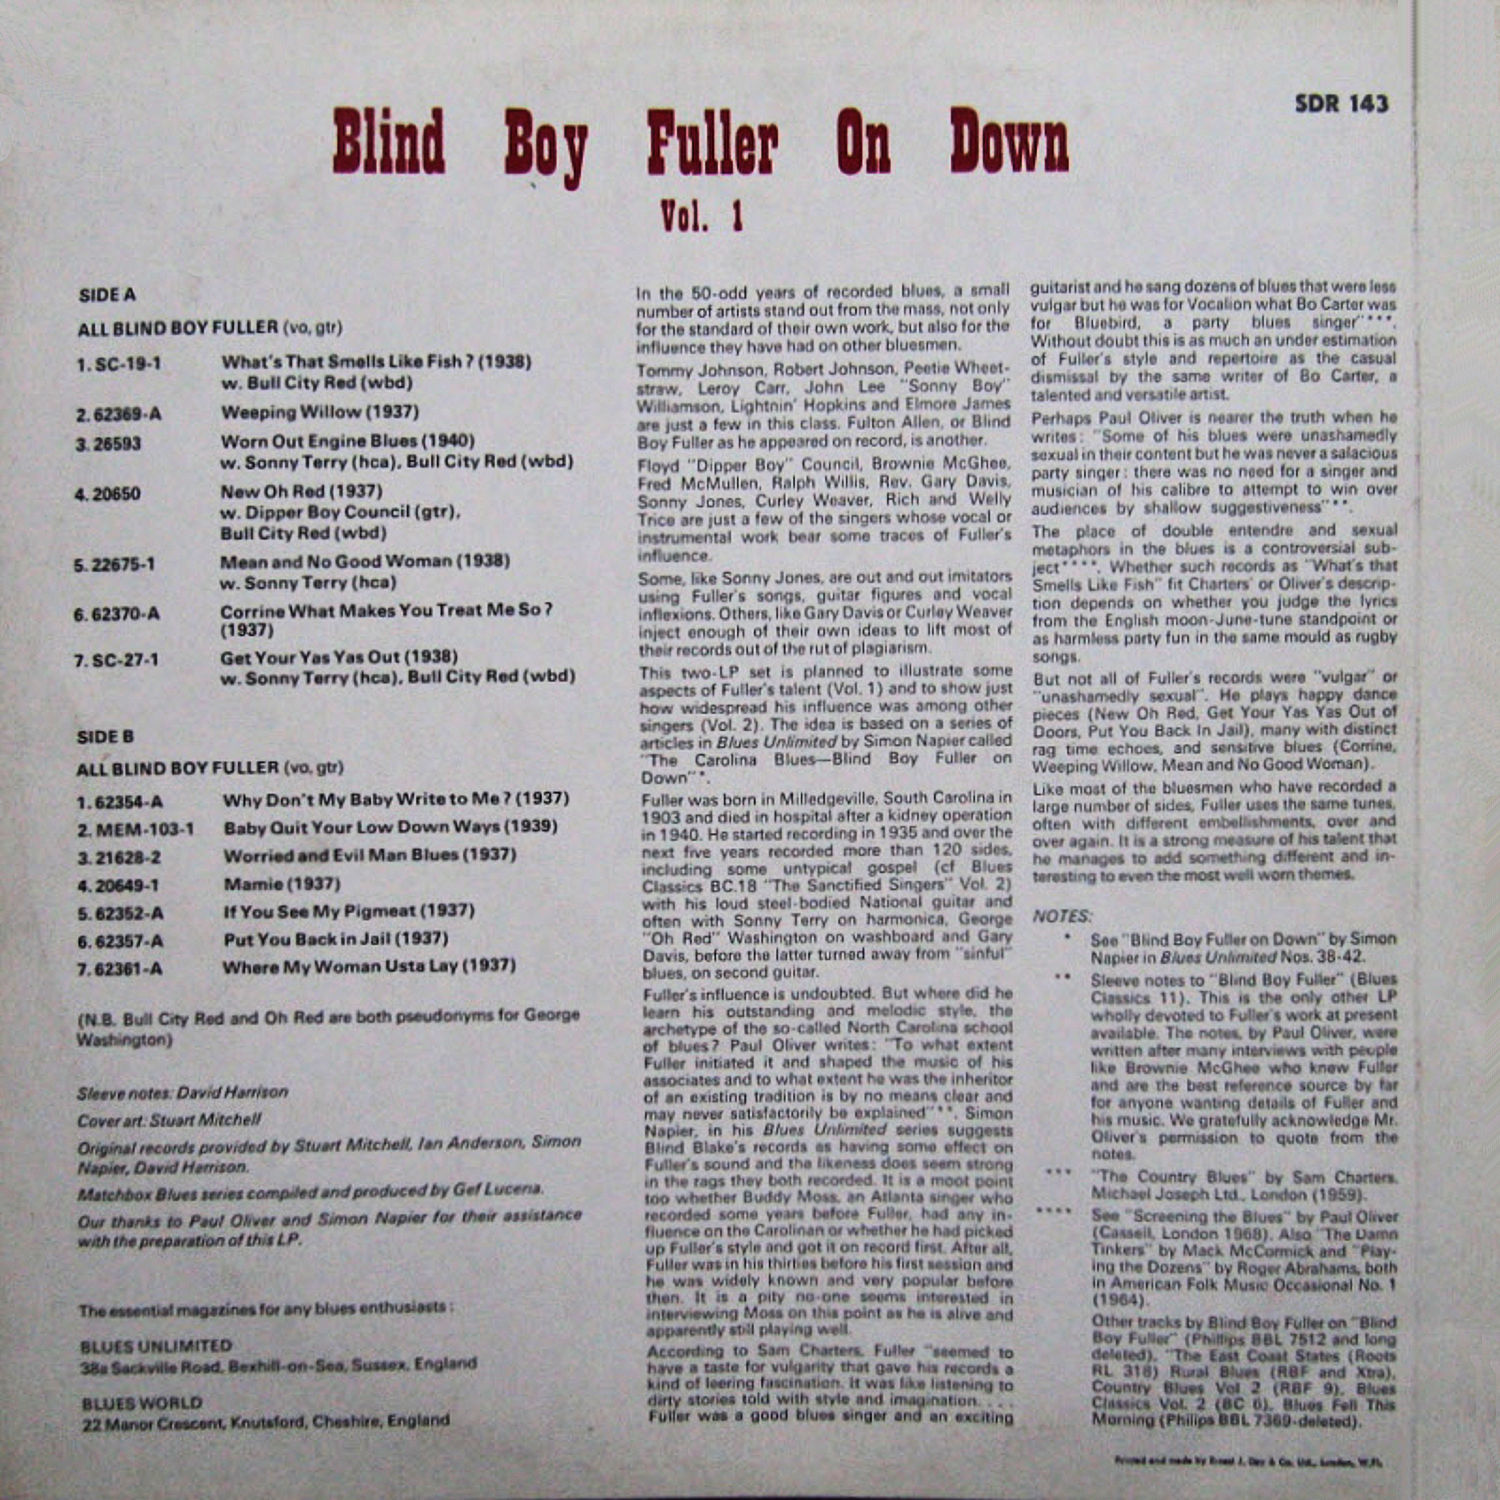 SDR 143
Blind Boy Fuller On Down
Vol. 1
SIDE A
ALL BLIND BOY FULLER (vo, gtr)
1. SC-19-1 What's That Smells Like Fish? (1938)
w. Bull City Red (wbd)
2. 62369-A Weeping Willow (1937)
3. 26593 Worn Out Engine Blues (1940)
w. Sonny Terry (hca), Bull City Red (wbd)
4. 20650 New Oh Red (1937)
w. Dipper Boy Council (gtr),
Bull City Red (wbd)
5. 22675-1 Mean and No Good Woman (1938)
w. Sonny Terry (hca)
6. 62370-A Corrine What Makes You Treat Me So?
(1937)
7. SC-27-1 Get Your Yas Yas Out (1938)
w. Sonny Terry (hca), Bull City Red (wbd)
SIDE B
ALL BLIND BOY FULLER (vo, gtr)
1. 62354-A Why Don't My Baby Write to Me? (1937)
2. MEM-103-1 Baby Quit Your Low Down Ways (1939)
3. 21628-2 Worried and Evil Man Blues (1937)
4. 20649-1 Mamie (1937)
5. 62352-A If You See My Pigmeat (1937)
6. 62357-A Put You Back in Jail (1937)
7. 62361-A Where My Woman Usta Lay (1937)
(N.B. Bull City Red and Oh Red are both pseudonyms for George
Washington)
Sleeve notes: David Harrison
Cover art: Stuart Mitchell
Original records provided by Stuart Mitchell, Ian Anderson, Simon
Napier, David Harrison.
Matchbox Blues series compiled and produced by Gef Lucena.
Our thanks to Paul Oliver and Simon Napier for their assistance
with the preparation of this LP.
The essential magazines for any blues enthusiasts:
BLUES UNLIMITED
38a Sackville Road, Bexhill-on-Sea, Sussex, England
BLUES WORLD
22 Manor Crescent, Knutsford, Cheshire, England
In the 50-odd years of recorded blues, a small
number of artists stand out from the mass, not only
for the standard of their own work, but also for the
influence they have had on other bluesmen.
Tommy Johnson, Robert Johnson, Peetie Wheet-
straw, Leroy Carr, John Lee "Sonny Boy"
Williamson, Lightnin' Hopkins and Elmore James
are just a few in this class. Fulton Allen, or Blind
Boy Fuller as he appeared on record, is another.
Floyd "Dipper Boy" Council, Brownie McGhee,
Fred McMullen, Ralph Willis, Rev. Gary Davis,
Sonny Jones, Curley Weaver, Rich and Welly
Trice are just a few of the singers whose vocal or
instrumental work bear some traces of Fuller's
influence.
Some, like Sonny Jones, are out and out imitators
using Fuller's songs, guitar figures and vocal
inflexions. Others, like Gary Davis or Curley Weaver
inject enough of their own ideas to lift most of
their records out of the rut of plagiarism.
This two-LP set is planned to illustrate some
aspects of Fuller's talent (Vol. 1) and to show just
how widespread his influence was among other
singers (Vol. 2). The idea is based on a series of
articles in Blues Unlimited by Simon Napier called
"The Carolina Blues—Blind Boy Fuller on
Down"*.
Fuller was born in Milledgeville, South Carolina in
1903 and died in hospital after a kidney operation
in 1940. He started recording in 1935 and over the
next five years recorded more than 120 sides,
including some untypical gospel (cf Blues
Classics BC.18 "The Sanctified Singers" Vol. 2)
with his loud steel-bodied National guitar and
often with Sonny Terry on harmonica, George
"Oh Red" Washington on washboard and Gary
Davis, before the latter turned away from "sinful"
blues, on second guitar.
Fuller's influence is undoubted. But where did he
learn his outstanding and melodic style, the
archetype of the so-called North Carolina school
of blues? Paul Oliver writes: "To what extent
Fuller initiated it and shaped the music of his
associates and to what extent he was the inheritor
of an existing tradition is by no means clear and
may never satisfactorily be explained"**. Simon
Napier, in his Blues Unlimited series suggests
Blind Blake's records as having some effect on
Fuller's sound and the likeness does seem strong
in the rags they both recorded. It is a moot point
too whether Buddy Moss, an Atlanta singer who
recorded some years before Fuller, had any in-
fluence on the Carolinan or whether he had picked
up Fuller's style and got it on record first. After all,
Fuller was in his thirties before his first session and
he was widely known and very popular before
then. It is a pity no-one seems interested in
interviewing Moss on this point as he is alive and
apparently still playing well.
According to Sam Charters, Fuller "seemed to
have a taste for vulgarity that gave his records a
kind of leering fascination. It was like listening to
dirty stories told with style and imagination. . . .
Fuller was a good blues singer and an exciting
guitarist and he sang dozens of blues that were less
vulgar but he was for Vocalion what Bo Carter was
for Bluebird, a party blues singer"***.
Without doubt this is as much an under estimation
of Fuller's style and repertoire as the casual
dismissal by the same writer of Bo Carter, a
talented and versatile artist.
Perhaps Paul Oliver is nearer the truth when he
writes: "Some of his blues were unashamedly
sexual in their content but he was never a salacious
party singer: there was no need for a singer and
musician of his calibre to attempt to win over
audiences by shallow suggestiveness"**.
The place of double entendre and sexual
metaphors in the blues is a controversial sub-
ject****. Whether such records as "What's that
Smells Like Fish" fit Charters' or Oliver's descrip-
tion depends on whether you judge the lyrics
from the English moon-June-tune standpoint or
as harmless party fun in the same mould as rugby
songs.
But not all of Fuller's records were "vulgar" or
"unashamedly sexual". He plays happy dance
pieces (New Oh Red, Get Your Yas Yas Out of
Doors, Put You Back In Jail), many with distinct
rag time echoes, and sensitive blues (Corrine,
Weeping Willow, Mean and No Good Woman).
Like most of the bluesmen who have recorded a
large number of sides, Fuller uses the same tunes,
often with different embellishments, over and
over again. It is a strong measure of his talent that
he manages to add something different and in-
teresting to even the most well worn themes.
NOTES:
* See "Blind Boy Fuller on Down" by Simon
Napier in Blues Unlimited Nos. 38-42.
** Sleeve notes to "Blind Boy Fuller" (Blues
Classics 11). This is the only other LP
wholly devoted to Fuller's work at present
available. The notes, by Paul Oliver, were
written after many interviews with people
like Brownie McGhee who knew Fuller
and are the best reference source by far
for anyone wanting details of Fuller and
his music. We gratefully acknowledge Mr.
Oliver's permission to quote from the
notes.
*** "The Country Blues" by Sam Charters,
Michael Joseph Ltd., London (1959).
**** See "Screening the Blues" by Paul Oliver
(Cassell, London 1968). Also "The Damn
Tinkers" by Mack McCormick and "Play-
ing the Dozens" by Roger Abrahams, both
in American Folk Music Occasional No. 1
(1964).
Other tracks by Blind Boy Fuller on "Blind
Boy Fuller" (Phillips BBL 7512 and long
deleted). "The East Coast States (Roots
RL 318) Rural Blues (RBF and Xtra),
Country Blues Vol 2 (RBF 9), Blues
Classics Vol. 2 (BC 6), Blues Fell This
Morning (Philips BBL 7369-deleted).
Printed and made by Ernest J. Day & Co. Ltd., London, W.1.